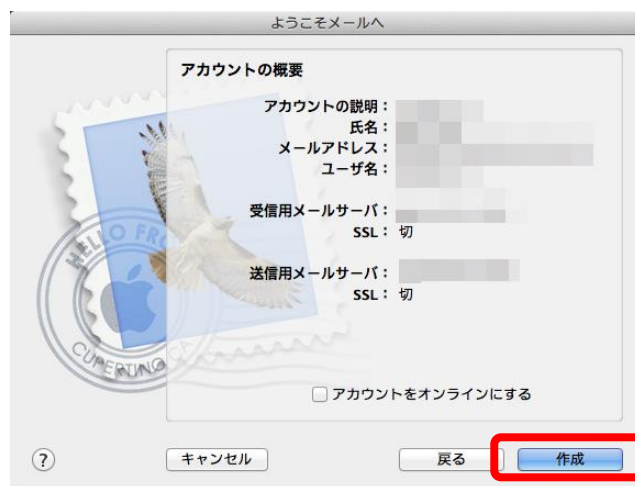 ようこそメールへ
アカウントの概要
アカウントの説明：
氏名：
メールアドレス：
ユーザ名：
受信用メールサーバ：
SSL： 切
送信用メールサーバ：
SSL： 切
HELLO FRO
CUPERTINO CA
アカウントをオンラインにする
? キャンセル 戻る 作成